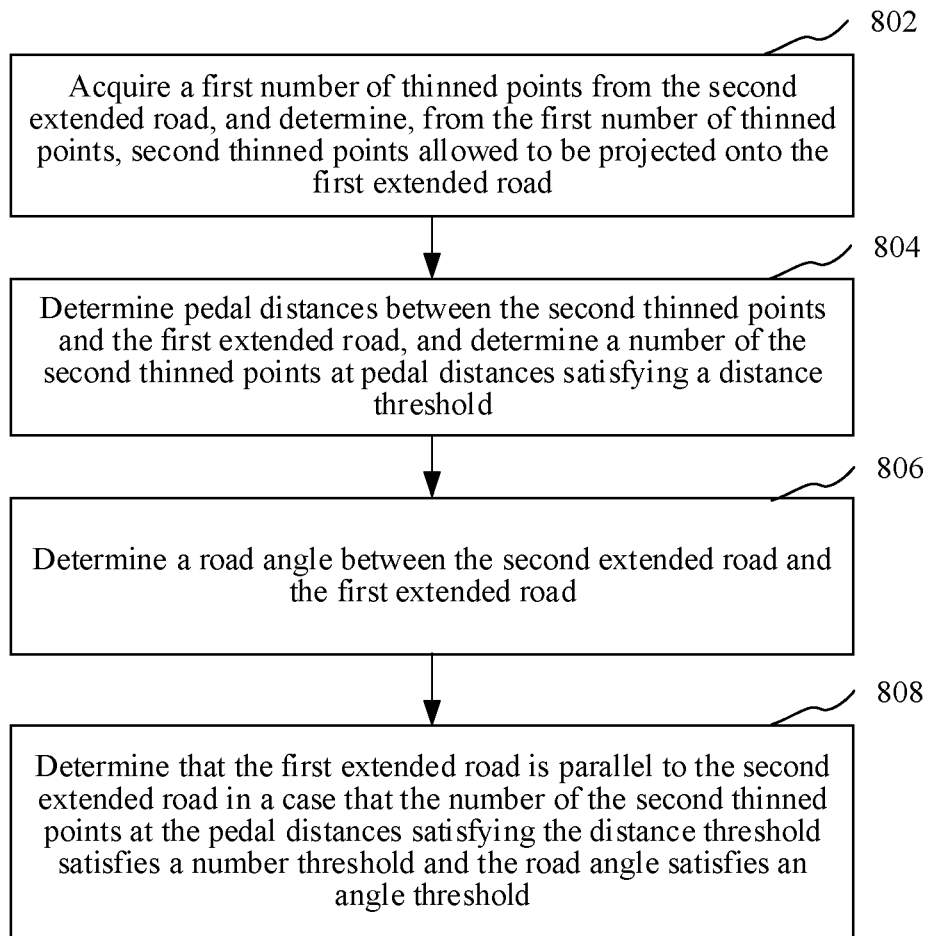 802
Acquire a first number of thinned points from the second
extended road, and determine, from the first number of thinned
points, second thinned points allowed to be projected onto the
first extended road
804
Determine pedal distances between the second thinned points
and the first extended road, and determine a number of the
second thinned points at pedal distances satisfying a distance
threshold
806
Determine a road angle between the second extended road and
the first extended road
808
Determine that the first extended road is parallel to the second
extended road in a case that the number of the second thinned
points at the pedal distances satisfying the distance threshold
satisfies a number threshold and the road angle satisfies an
angle threshold